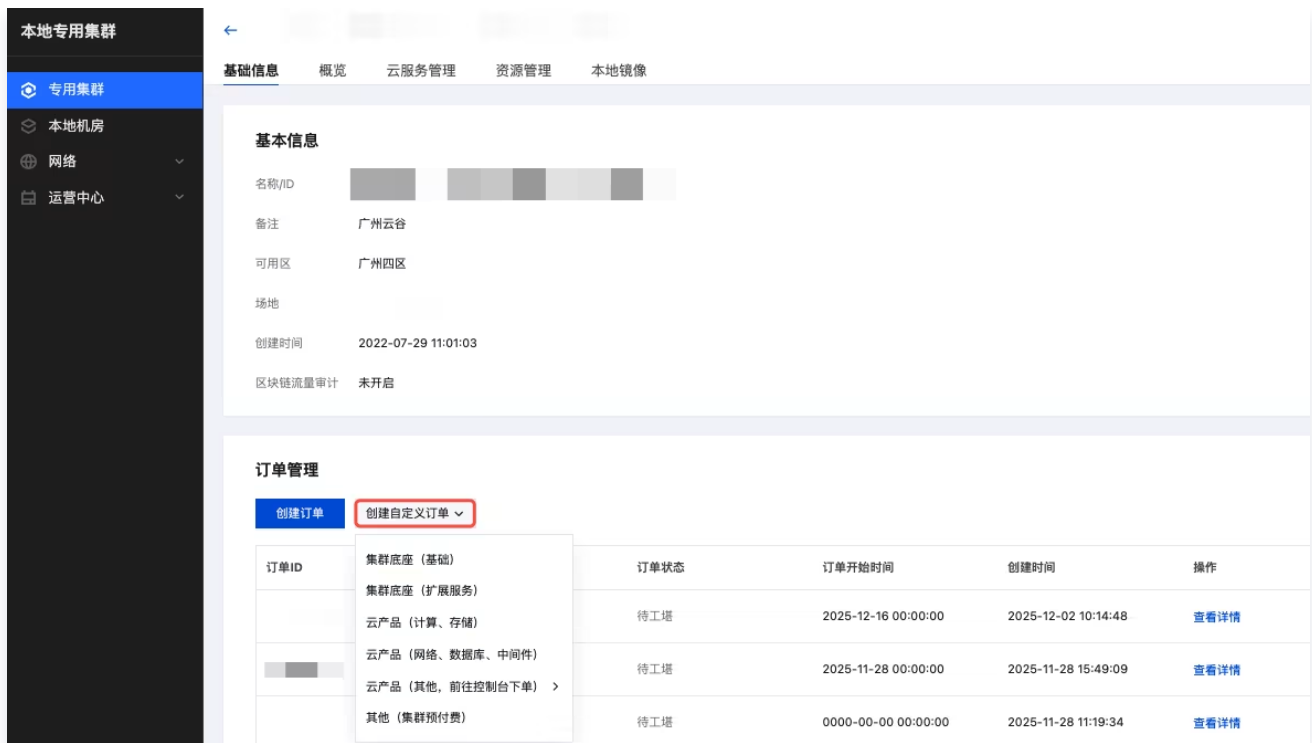 本地专用集群
专用集群
本地机房
网络
运营中心
基础信息 概览 云服务管理 资源管理 本地镜像
基本信息
名称/ID
备注 广州云谷
可用区 广州四区
场地
创建时间 2022-07-29 11:01:03
区块链流量审计 未开启
订单管理
创建订单 创建自定义订单
集群底座（基础）
集群底座（扩展服务）
云产品（计算、存储）
云产品（网络、数据库、中间件）
云产品（其他，前往控制台下单）
其他（集群预付费）
订单ID 订单状态 订单开始时间 创建时间 操作
待工堪 2025-12-16 00:00:00 2025-12-02 10:14:48 查看详情
待工堪 2025-11-28 00:00:00 2025-11-28 15:49:09 查看详情
待工堪 0000-00-00 00:00:00 2025-11-28 11:19:34 查看详情